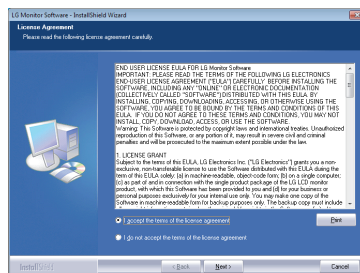 LG Monitor Software - InstallShield Wizard
License Agreement
Please read the following license agreement carefully.
END USER LICENSE EULA FOR LG Monitor Software
IMPORTANT: PLEASE READ THE TERMS OF THE FOLLOWING LG ELECTRONICS
END-USER LICENSE AGREEMENT ("EULA") CAREFULLY BEFORE INSTALLING THE
SOFTWARE, INCLUDING ANY "ONLINE" OR ELECTRONIC DOCUMENTATION
(COLLECTIVELY CALLED "SOFTWARE") DISTRIBUTED WITH THIS EULA. BY
INSTALLING, COPYING, DOWNLOADING, ACCESSING, OR OTHERWISE USING THE
SOFTWARE, YOU AGREE TO BE BOUND BY THE TERMS AND CONDITIONS OF THIS
EULA. IF YOU DO NOT AGREE TO THESE TERMS AND CONDITIONS, YOU MAY NOT
INSTALL, COPY, DOWNLOAD, ACCESS, OR USE THE SOFTWARE.
Warning: This Software is protected by copyright laws and international treaties. Unauthorized
reproduction of this Software, or any portion of it, may result in severe civil and criminal
penalties and will be prosecuted to the maximum extent possible under the law.
1. LICENSE GRANT
Subject to the terms of this EULA, LG Electronics Inc. ("LG Electronics") grants you a non-
exclusive, non-transferable license to use the Software distributed with this EULA during the
term of this EULA solely: (a) in machine-readable, object-code form; (b) on a single computer;
(c) as part of and in connection with the single product package of the LG LCD monitor
product, with which this Software has been provided to you and (d) for your business or
personal purposes exclusively for your internal use only. You may make one copy of the
Software in machine-readable form for backup purposes only. The backup copy must include
I accept the terms of the license agreement
Print
I do not accept the terms of the license agreement
InstallShield
< Back
Next >
Cancel